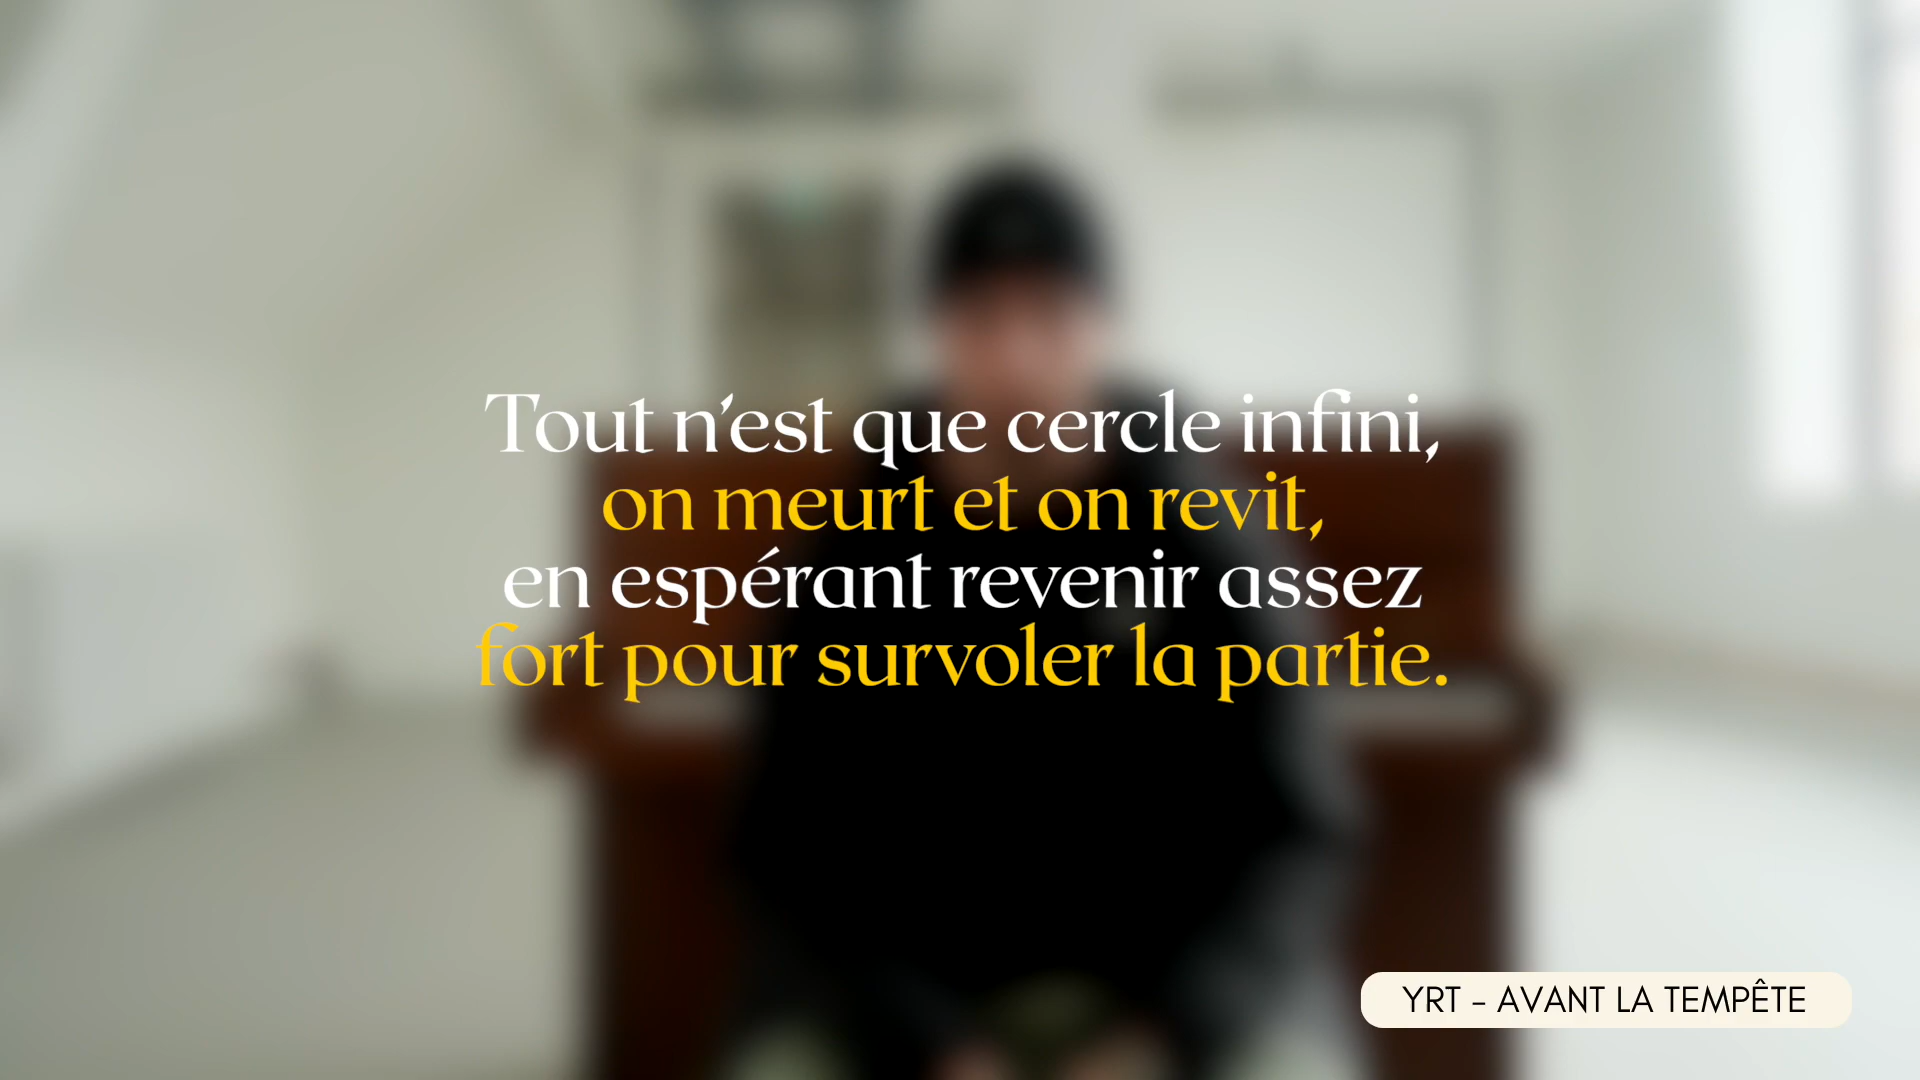 Tout n'est que cercle infini,
on meurt et on revit,
en espérant revenir assez
fort pour survoler la partie.
YRT - AVANT LA TEMPÊTE